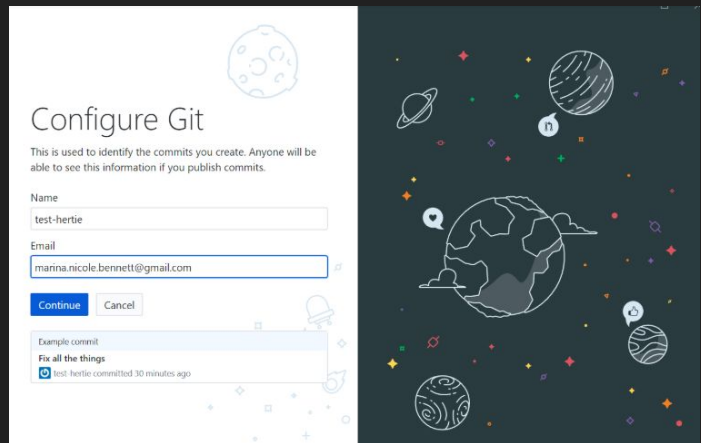 Configure Git
This is used to identify the commits you create. Anyone will be
able to see this information if you publish commits.
Name
test-hertie
Email
marina.nicole.bennett@gmail.com
Continue Cancel
Example commit
Fix all the things
test-hertie committed 30 minutes ago